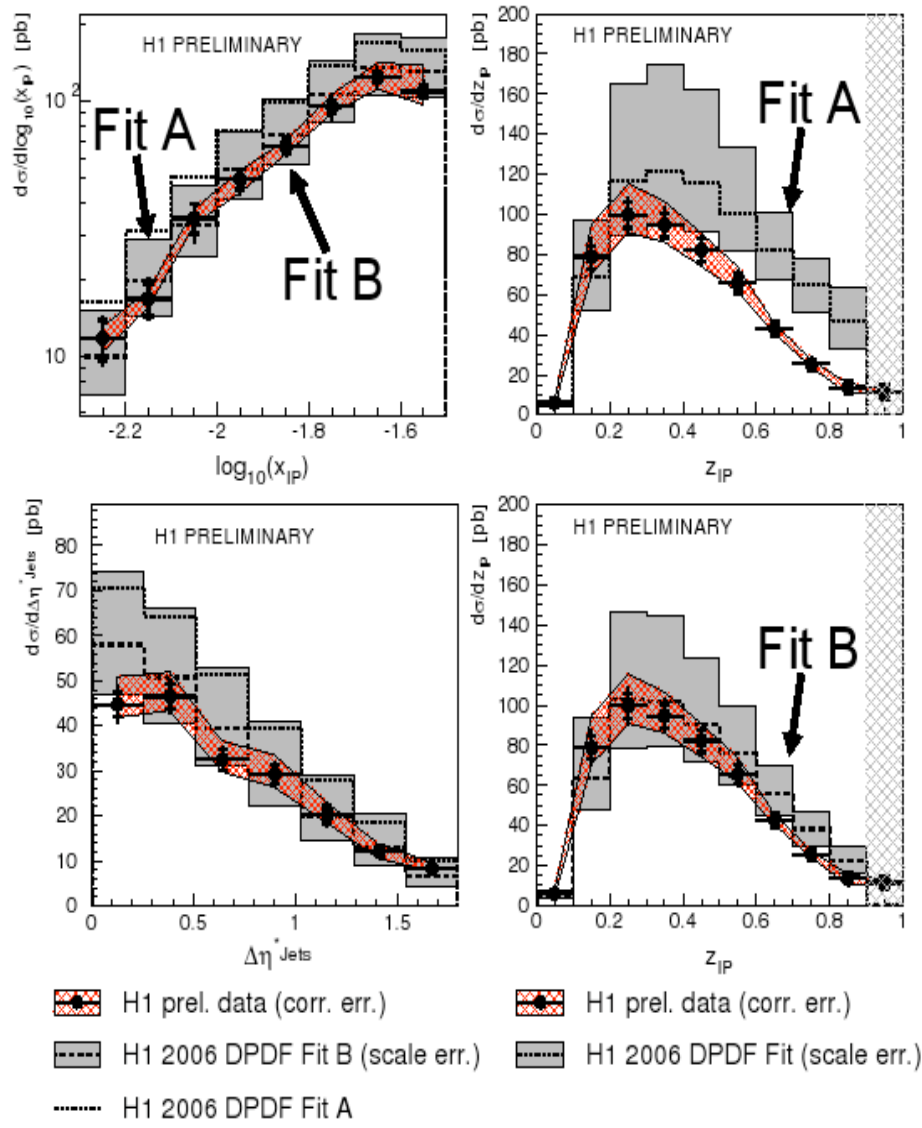 dσ/dlog10(xP) [pb]
H1 PRELIMINARY
10²
10
Fit A
Fit B
-2.2 -2 -1.8 -1.6
log10(xIP)
dσ/dzP [pb]
H1 PRELIMINARY
200
180
160
140
120
100
80
60
40
20
0
Fit A
0 0.2 0.4 0.6 0.8 1
zIP
dσ/dΔη*Jets [pb]
H1 PRELIMINARY
80
70
60
50
40
30
20
10
0
0 0.5 1 1.5
Δη*Jets
dσ/dzP [pb]
H1 PRELIMINARY
200
180
160
140
120
100
80
60
40
20
0
Fit B
0 0.2 0.4 0.6 0.8 1
zIP
H1 prel. data (corr. err.)
H1 2006 DPDF Fit B (scale err.)
H1 2006 DPDF Fit A
H1 prel. data (corr. err.)
H1 2006 DPDF Fit (scale err.)